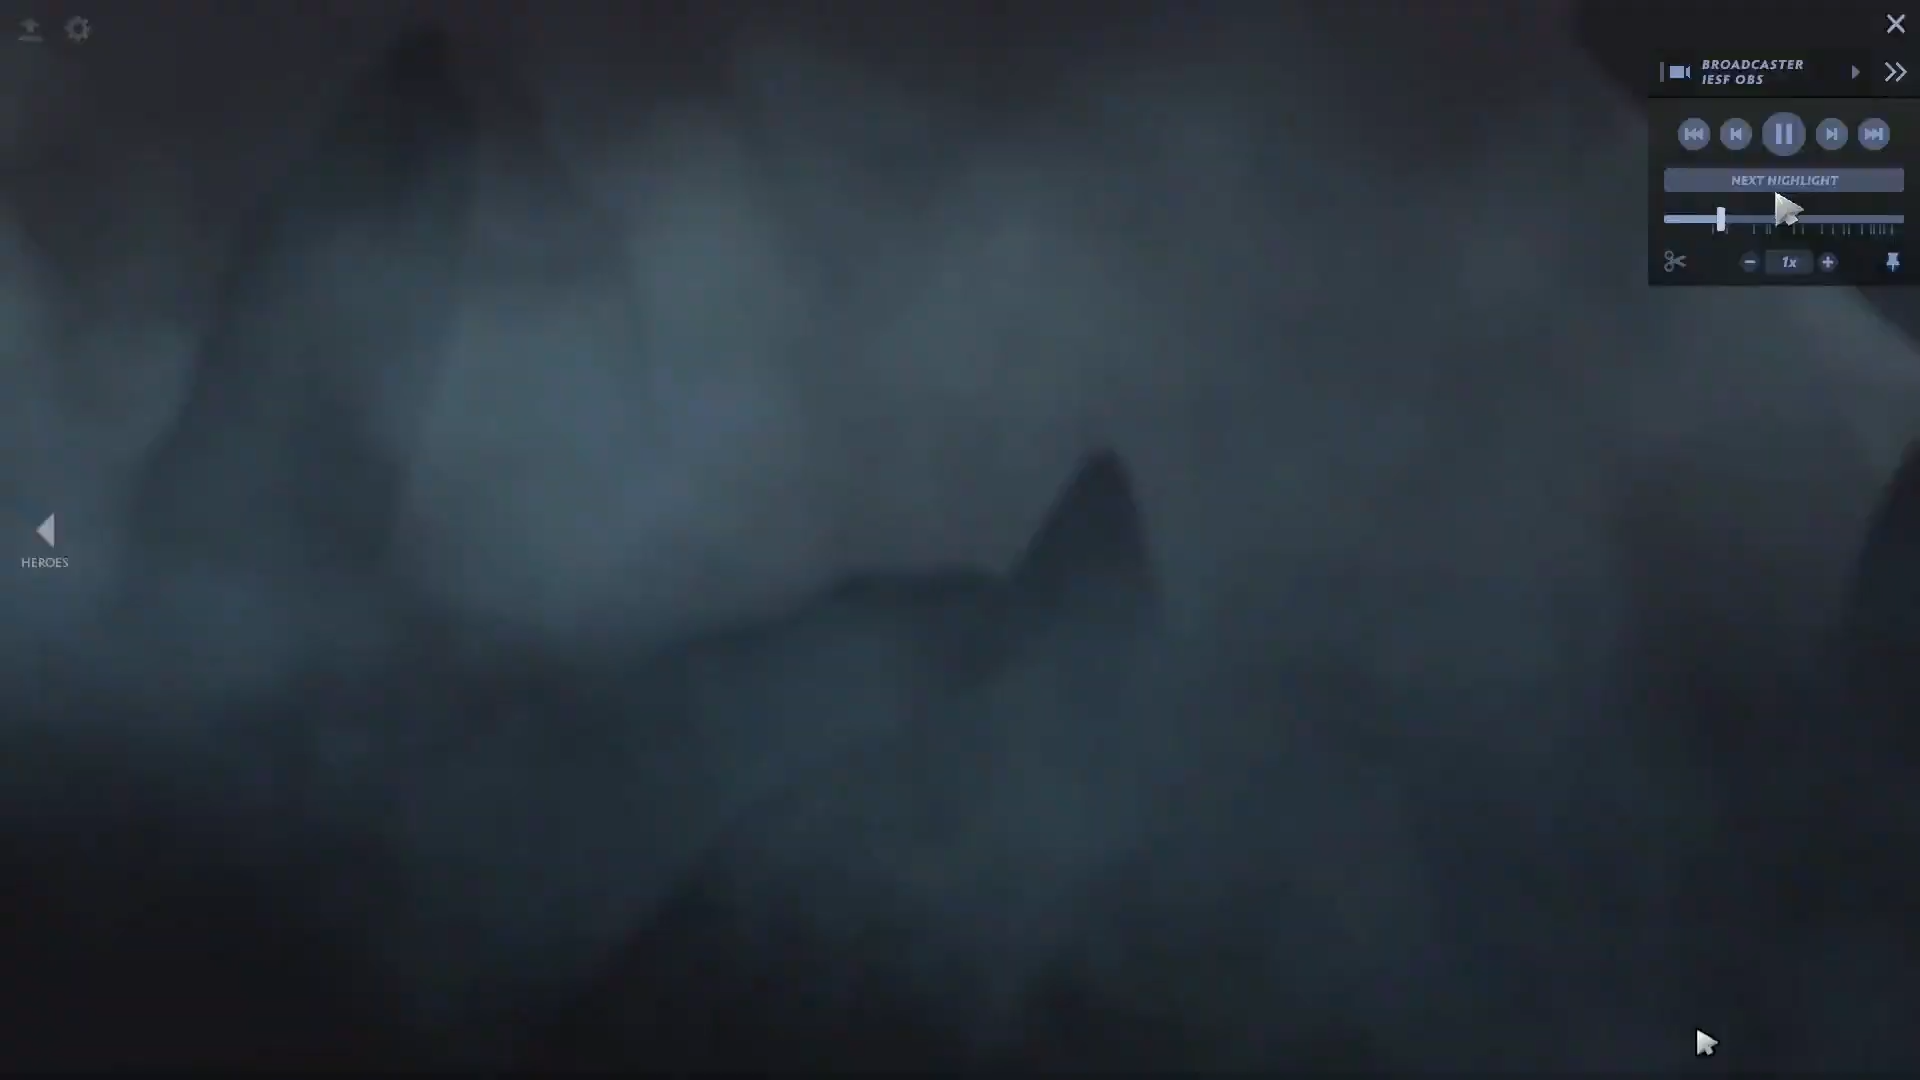 BROADCASTER
IESF OBS
NEXT HIGHLIGHT
1x
HEROES